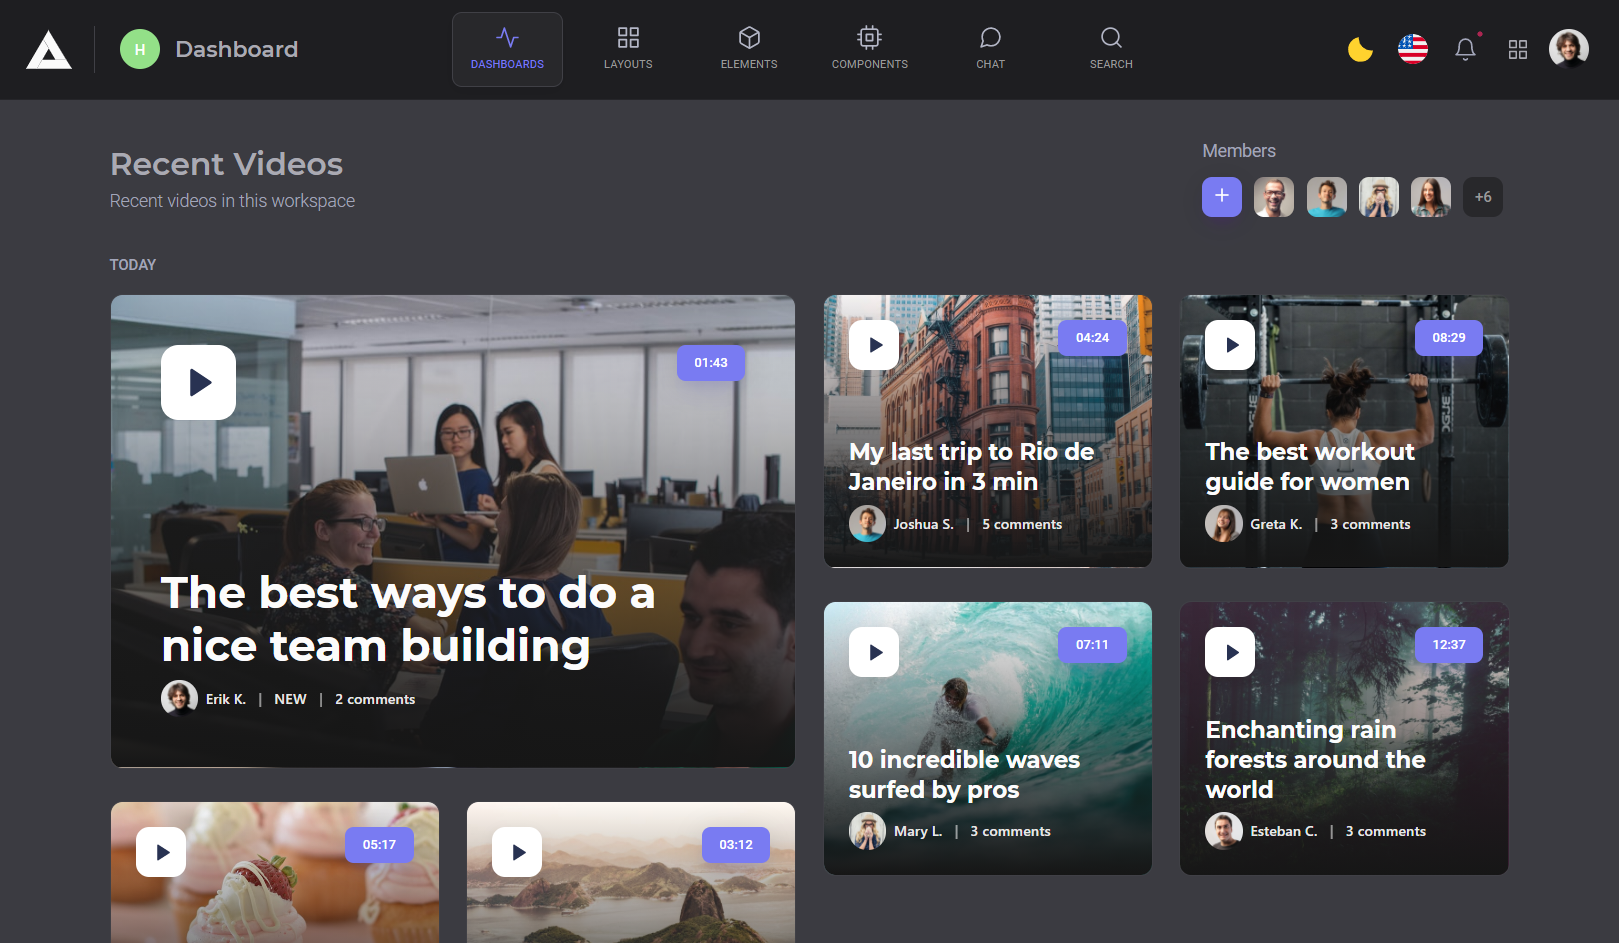 H
Dashboard
DASHBOARDS
LAYOUTS
ELEMENTS
COMPONENTS
CHAT
SEARCH
Recent Videos
Recent videos in this workspace
Members
+
+6
TODAY
01:43
The best ways to do a
nice team building
Erik K. | NEW | 2 comments
04:24
My last trip to Rio de
Janeiro in 3 min
Joshua S. | 5 comments
08:29
The best workout
guide for women
Greta K. | 3 comments
07:11
10 incredible waves
surfed by pros
Mary L. | 3 comments
12:37
Enchanting rain
forests around the
world
Esteban C. | 3 comments
05:17
03:12